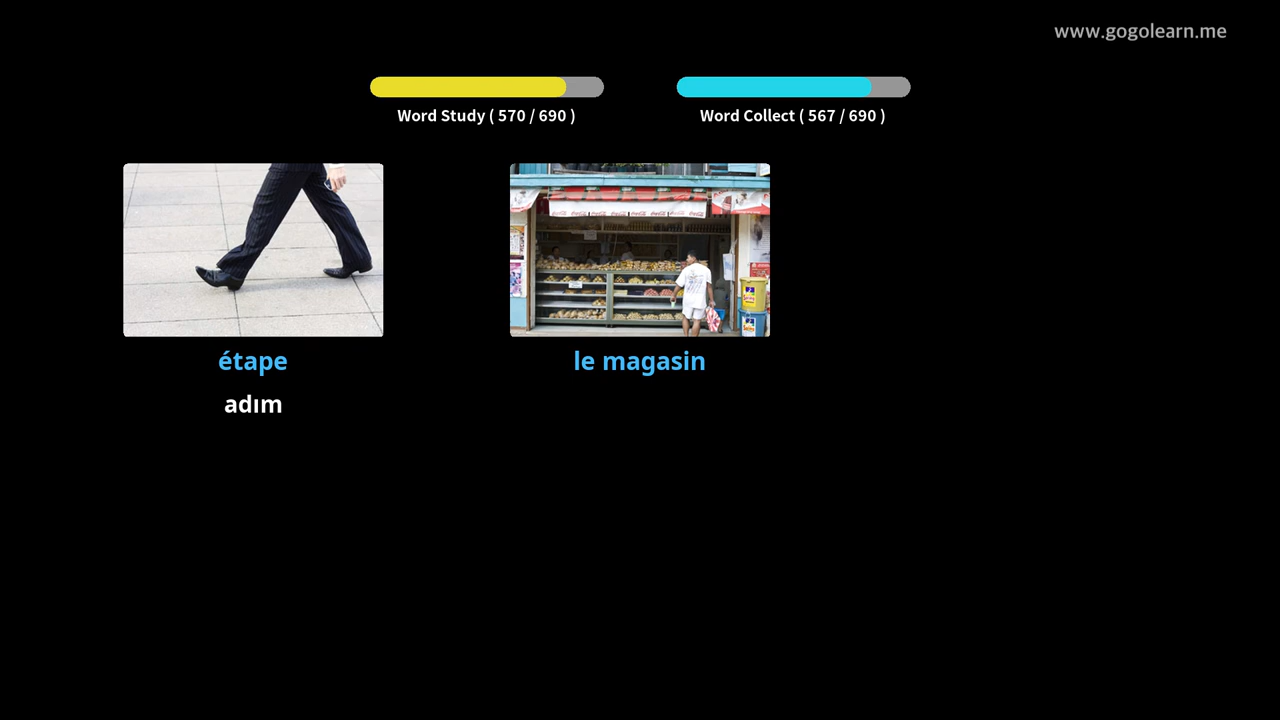 www.gogolearn.me
Word Study ( 570 / 690 )
Word Collect ( 567 / 690 )
étape
le magasin
adım